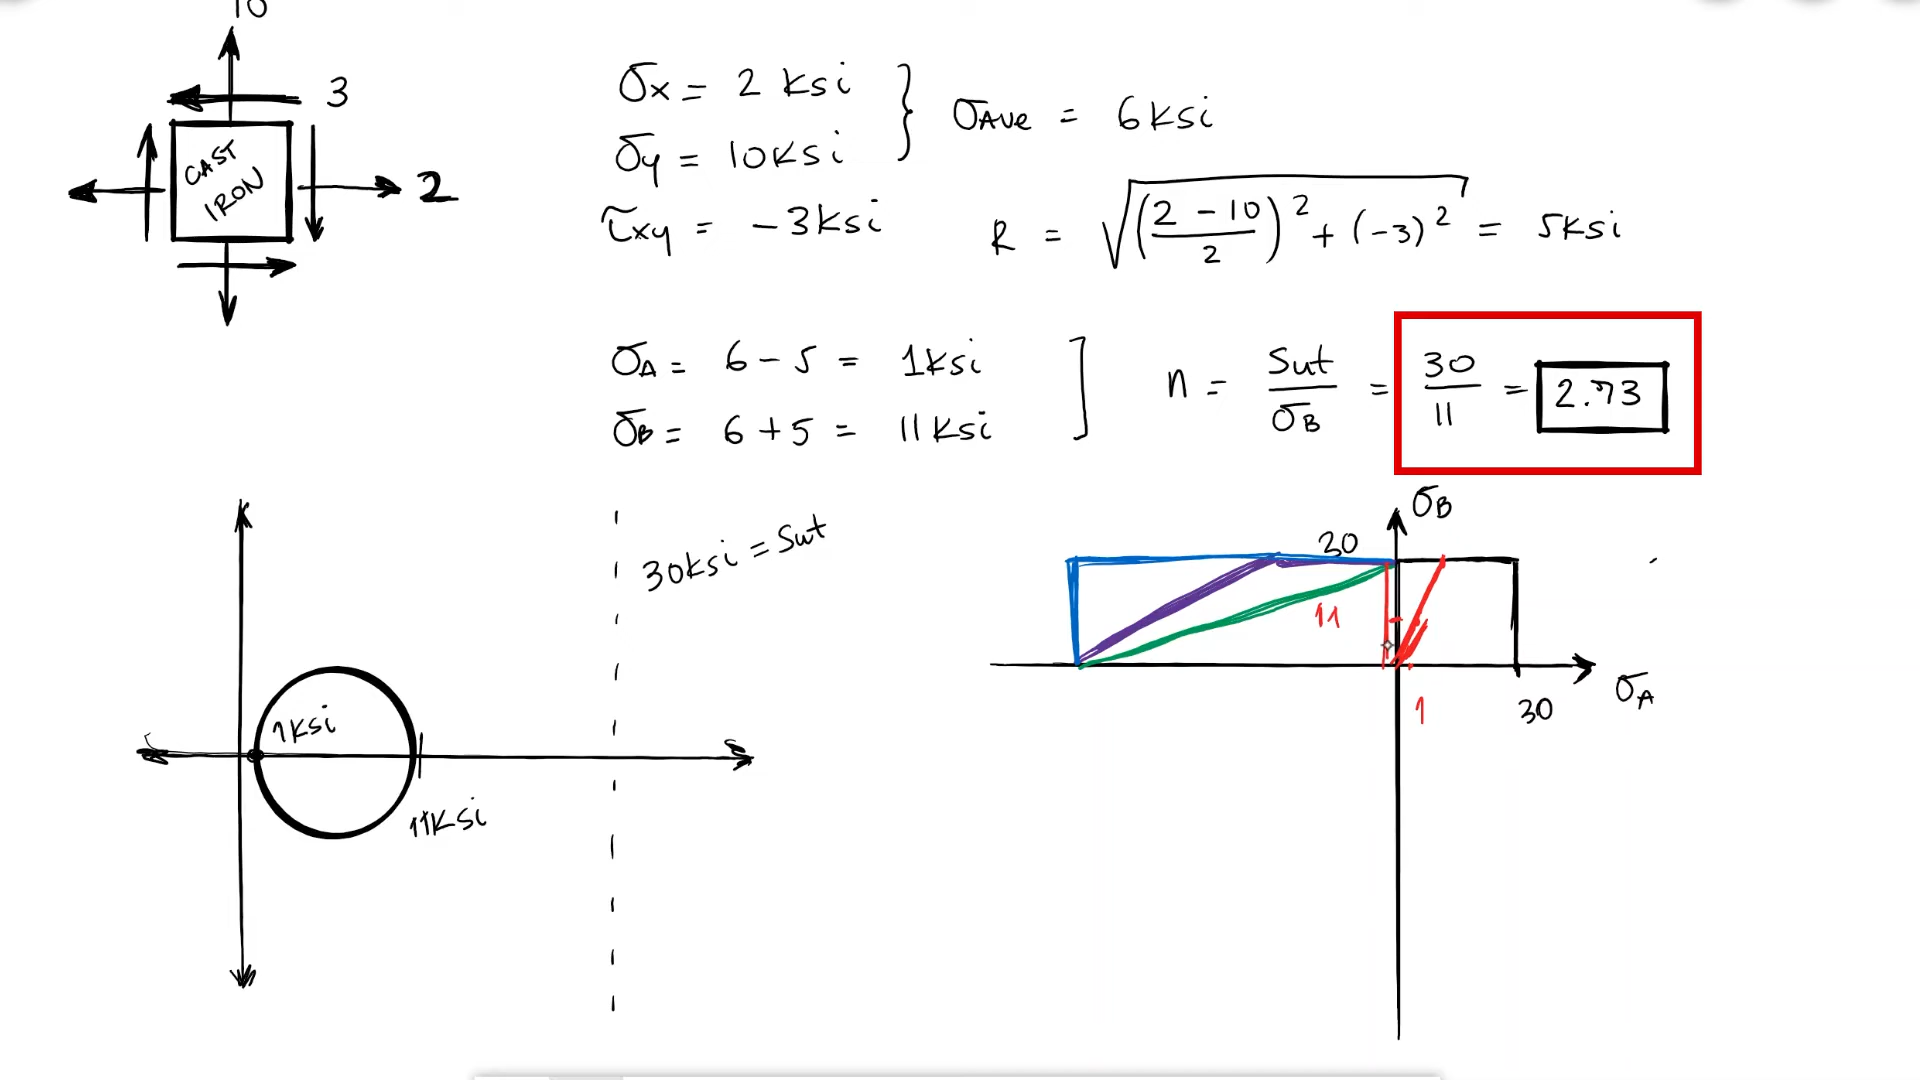 10
3
CAST
IRON
2
σx = 2 ksi
σy = 10ksi
τxy = -3ksi
σAve = 6ksi
R = √((2 - 10)/2)² + (-3)² = 5ksi
σA = 6 - 5 = 1ksi
σB = 6 + 5 = 11ksi
n = Sut/σB = 30/11 = 2.73
30ksi = Sut
1ksi
11ksi
σB
30
11
1
30
σA